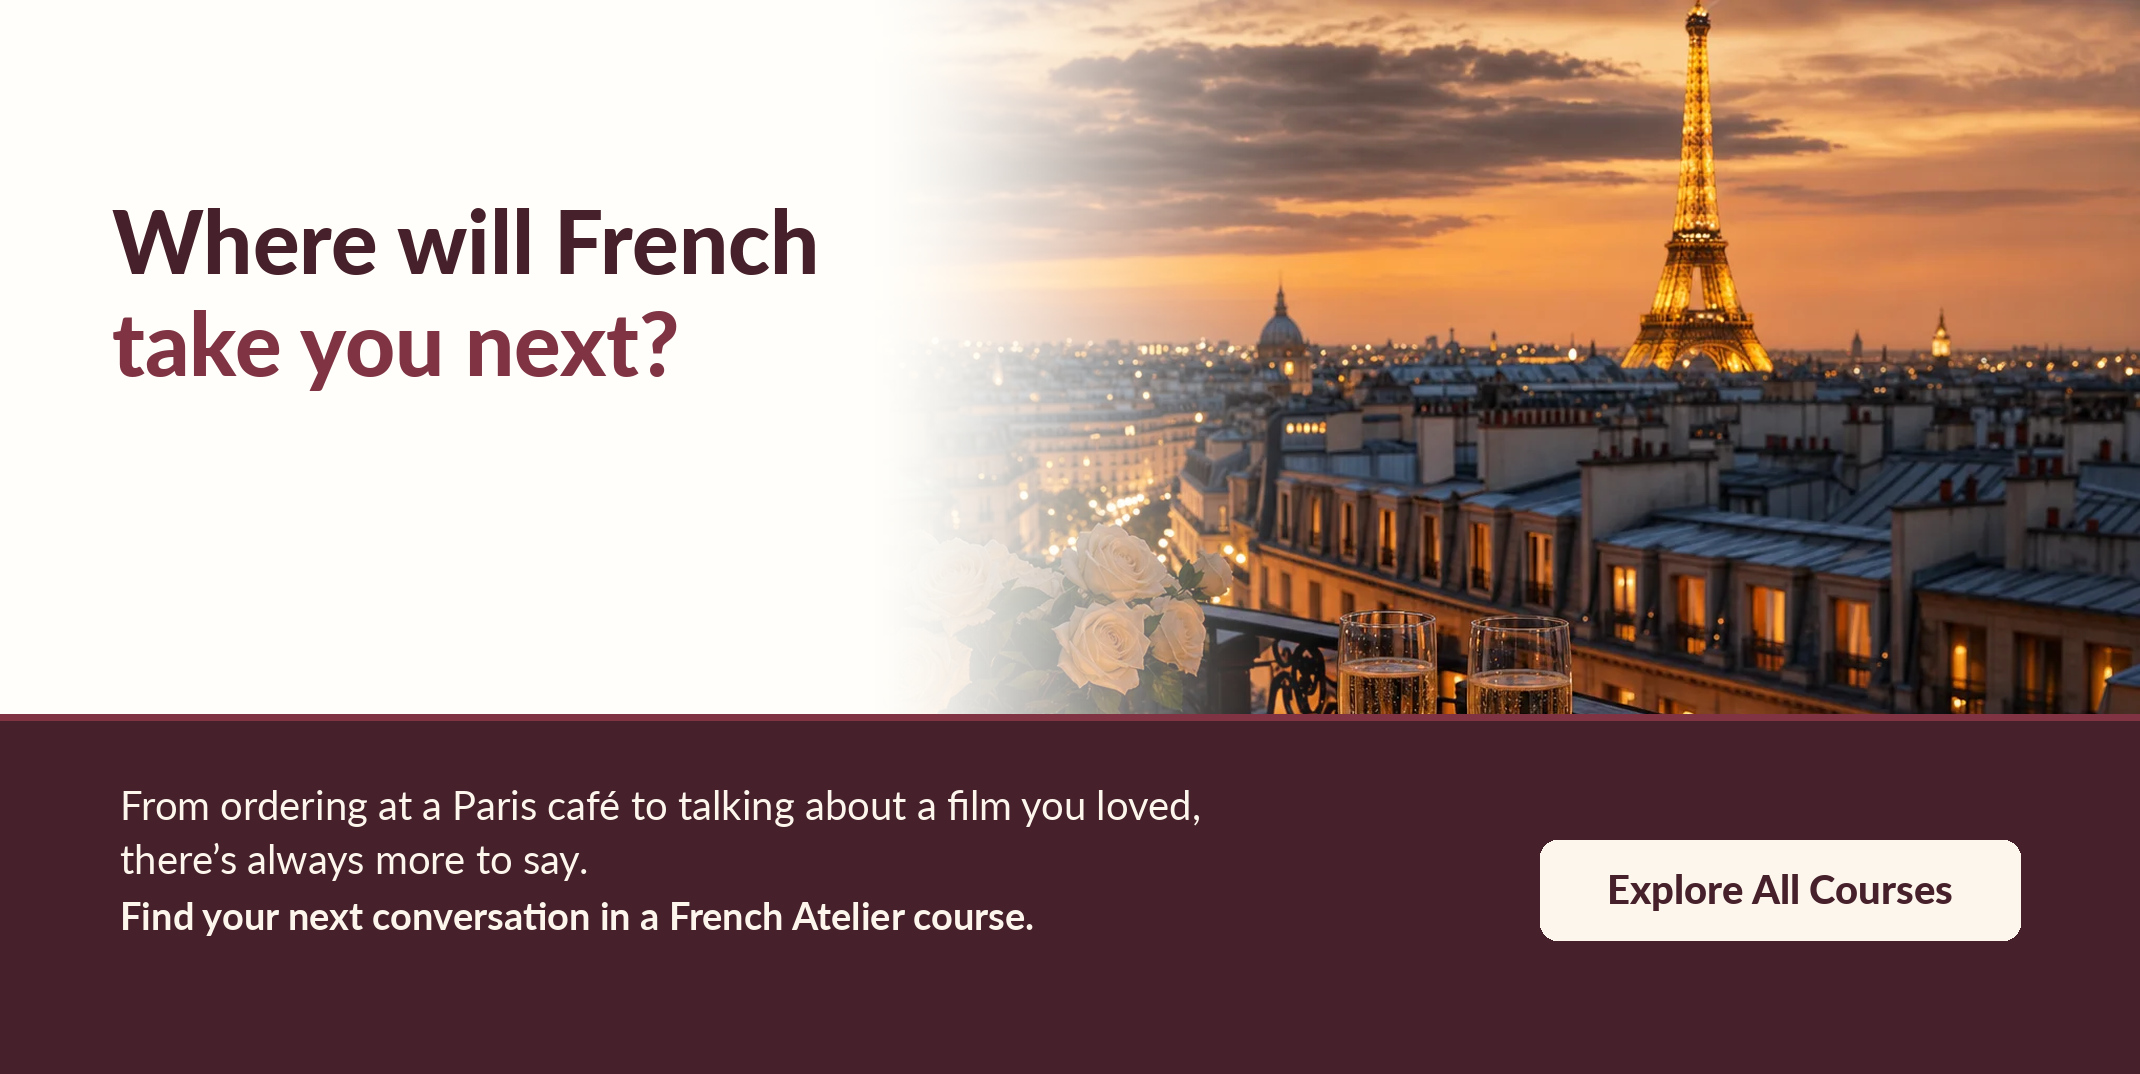 Where will French
take you next?
From ordering at a Paris café to talking about a film you loved,
there’s always more to say.
Find your next conversation in a French Atelier course.
Explore All Courses